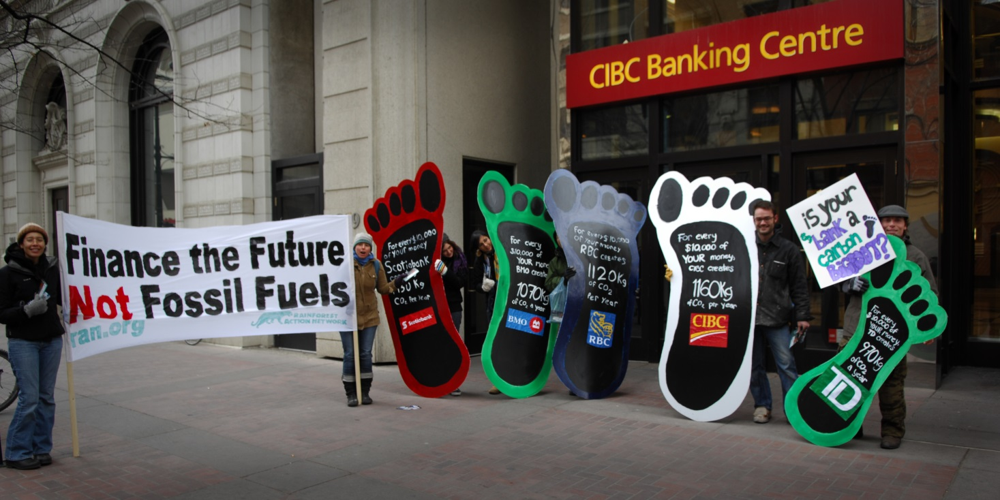 CIBC Banking Centre
Finance the Future
Not Fossil Fuels
ran.org
RAINFOREST
ACTION NETWORK
9
For every $10,000
of your money
Scotiabank
50 Kg
CO2 Per Year
Scotiabank
For every
$10,000 of
YOUR money
BMO creates
1070Kg
of CO2 a year
BMO
For every $10,000
of your money
RBC creates
1120Kg
of CO2
Per Year
RBC
For every
$10,000 of
YOUR money,
CIBC creates
1160Kg
of CO2 per year
CIBC
is your
bank a
carbon
BIGFOOT?
For every
$10,000 of
YOUR money,
TD creates
970Kg
of CO2
a year
TD